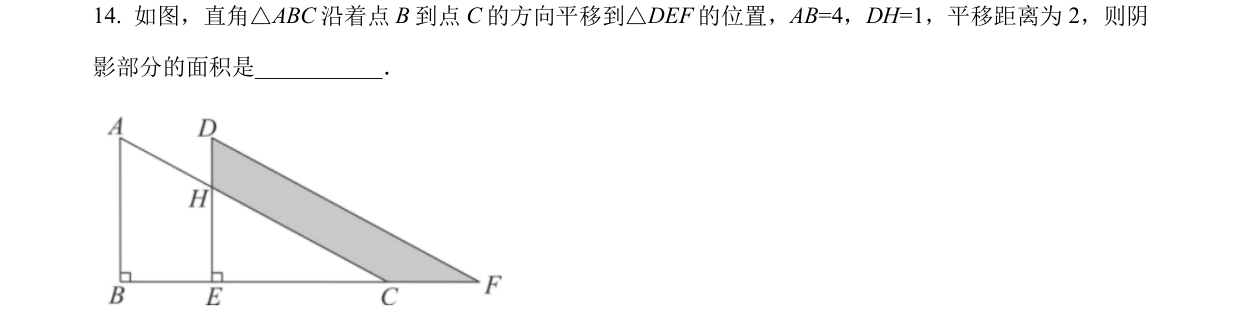 14. 如图，直角△ABC沿着点B到点C的方向平移到△DEF的位置，AB=4，DH=1，平移距离为2，则阴
影部分的面积是___________．
A D
H
B E C F